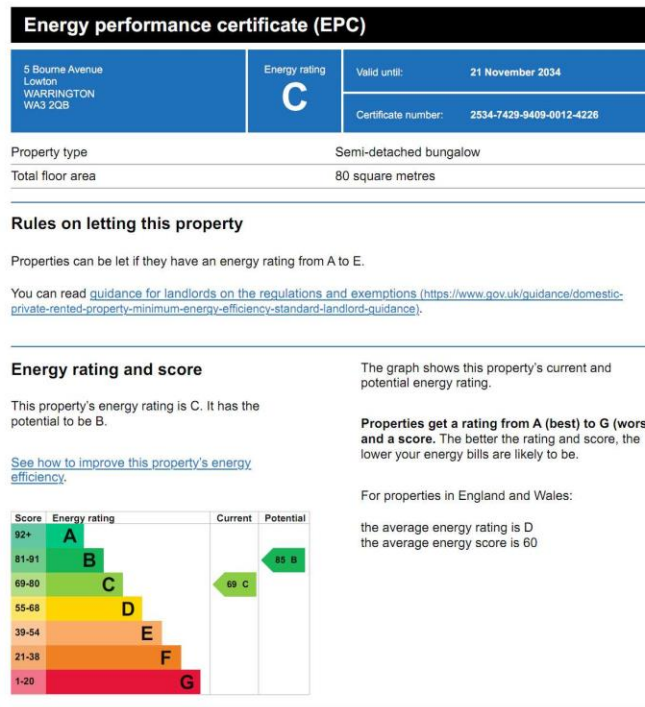 Energy performance certificate (EPC)
5 Bourne Avenue
Lowton
WARRINGTON
WA3 2QB
Energy rating
C
Valid until: 21 November 2034
Certificate number: 2534-7429-9409-0012-4226
Property type Semi-detached bungalow
Total floor area 80 square metres
Rules on letting this property
Properties can be let if they have an energy rating from A to E.
You can read guidance for landlords on the regulations and exemptions (https://www.gov.uk/guidance/domestic-
private-rented-property-minimum-energy-efficiency-standard-landlord-guidance).
Energy rating and score
This property's energy rating is C. It has the
potential to be B.
See how to improve this property's energy
efficiency.
Score Energy rating Current Potential
92+ A
81-91 B 85 B
69-80 C 69 C
55-68 D
39-54 E
21-38 F
1-20 G
The graph shows this property's current and
potential energy rating.
Properties get a rating from A (best) to G (wors
and a score. The better the rating and score, the
lower your energy bills are likely to be.
For properties in England and Wales:
the average energy rating is D
the average energy score is 60